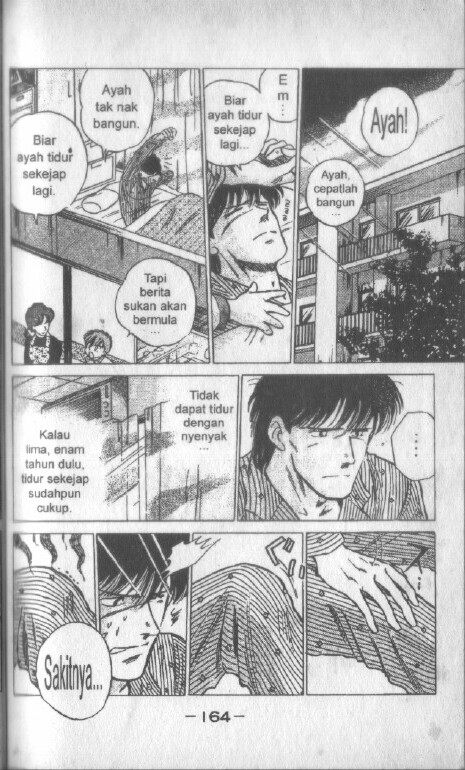 Ayah!
Ayah,
cepatlah
bangun
...
E
m
...
Biar
ayah tidur
sekejap
lagi...
Ayah
tak nak
bangun.
Biar
ayah tidur
sekejap
lagi.
Tapi
berita
sukan akan
bermula
...
....
Tidak
dapat tidur
dengan
nyenyak
...
Kalau
lima, enam
tahun dulu,
tidur sekejap
sudahpun
cukup.
Sakitnya...
— 164 —